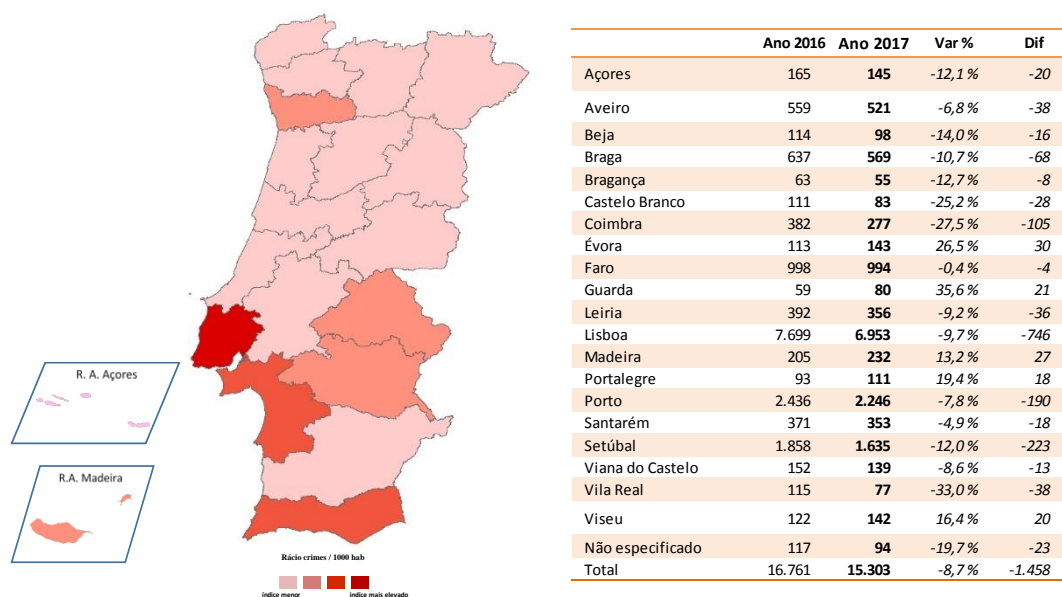 R. A. Açores
R.A. Madeira
Rácio crimes / 1000 hab
índice menor índice mais elevado
Ano 2016 Ano 2017 Var % Dif
Açores 165 145 -12,1 % -20
Aveiro 559 521 -6,8 % -38
Beja 114 98 -14,0 % -16
Braga 637 569 -10,7 % -68
Bragança 63 55 -12,7 % -8
Castelo Branco 111 83 -25,2 % -28
Coimbra 382 277 -27,5 % -105
Évora 113 143 26,5 % 30
Faro 998 994 -0,4 % -4
Guarda 59 80 35,6 % 21
Leiria 392 356 -9,2 % -36
Lisboa 7.699 6.953 -9,7 % -746
Madeira 205 232 13,2 % 27
Portalegre 93 111 19,4 % 18
Porto 2.436 2.246 -7,8 % -190
Santarém 371 353 -4,9 % -18
Setúbal 1.858 1.635 -12,0 % -223
Viana do Castelo 152 139 -8,6 % -13
Vila Real 115 77 -33,0 % -38
Viseu 122 142 16,4 % 20
Não especificado 117 94 -19,7 % -23
Total 16.761 15.303 -8,7 % -1.458